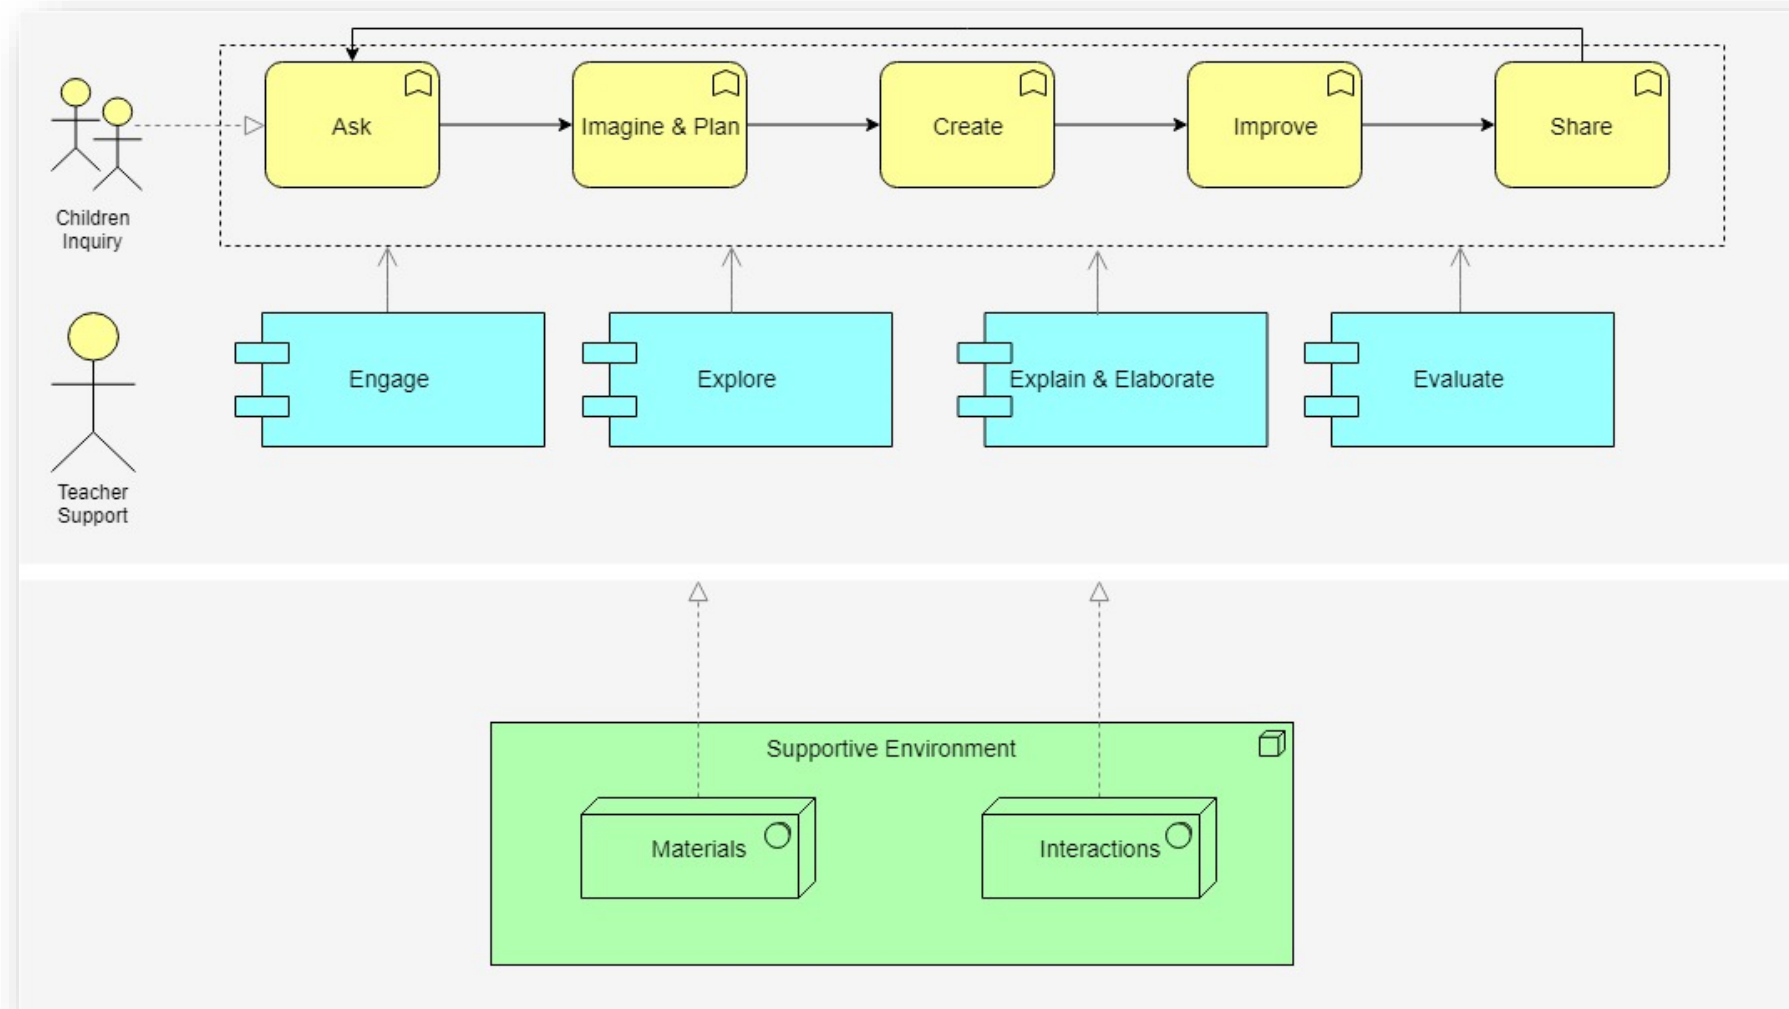 Ask
Imagine & Plan
Create
Improve
Share
Children
Inquiry
Engage
Explore
Explain & Elaborate
Evaluate
Teacher
Support
Supportive Environment
Materials
Interactions